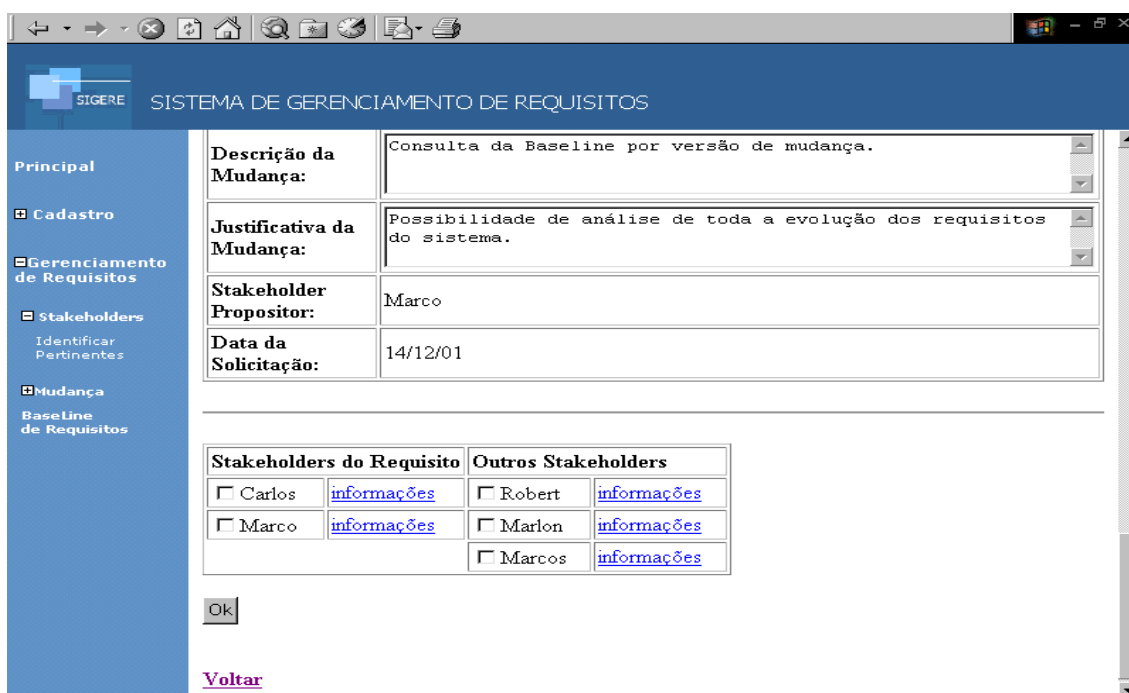 SIGERE
SISTEMA DE GERENCIAMENTO DE REQUISITOS
Principal
Cadastro
Gerenciamento
de Requisitos
Stakeholders
Identificar
Pertinentes
Mudança
BaseLine
de Requisitos
Descrição da
Mudança:
Consulta da Baseline por versão de mudança.
Justificativa da
Mudança:
Possibilidade de análise de toda a evolução dos requisitos
do sistema.
Stakeholder
Propositor:
Marco
Data da
Solicitação:
14/12/01
Stakeholders do Requisito Outros Stakeholders
Carlos informações Robert informações
Marco informações Marlon informações
Marcos informações
Ok
Voltar